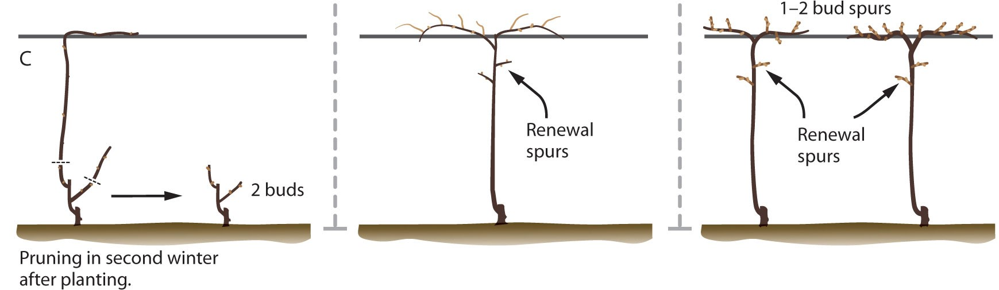 C
2 buds
Pruning in second winter
after planting.
Renewal
spurs
1–2 bud spurs
Renewal
spurs